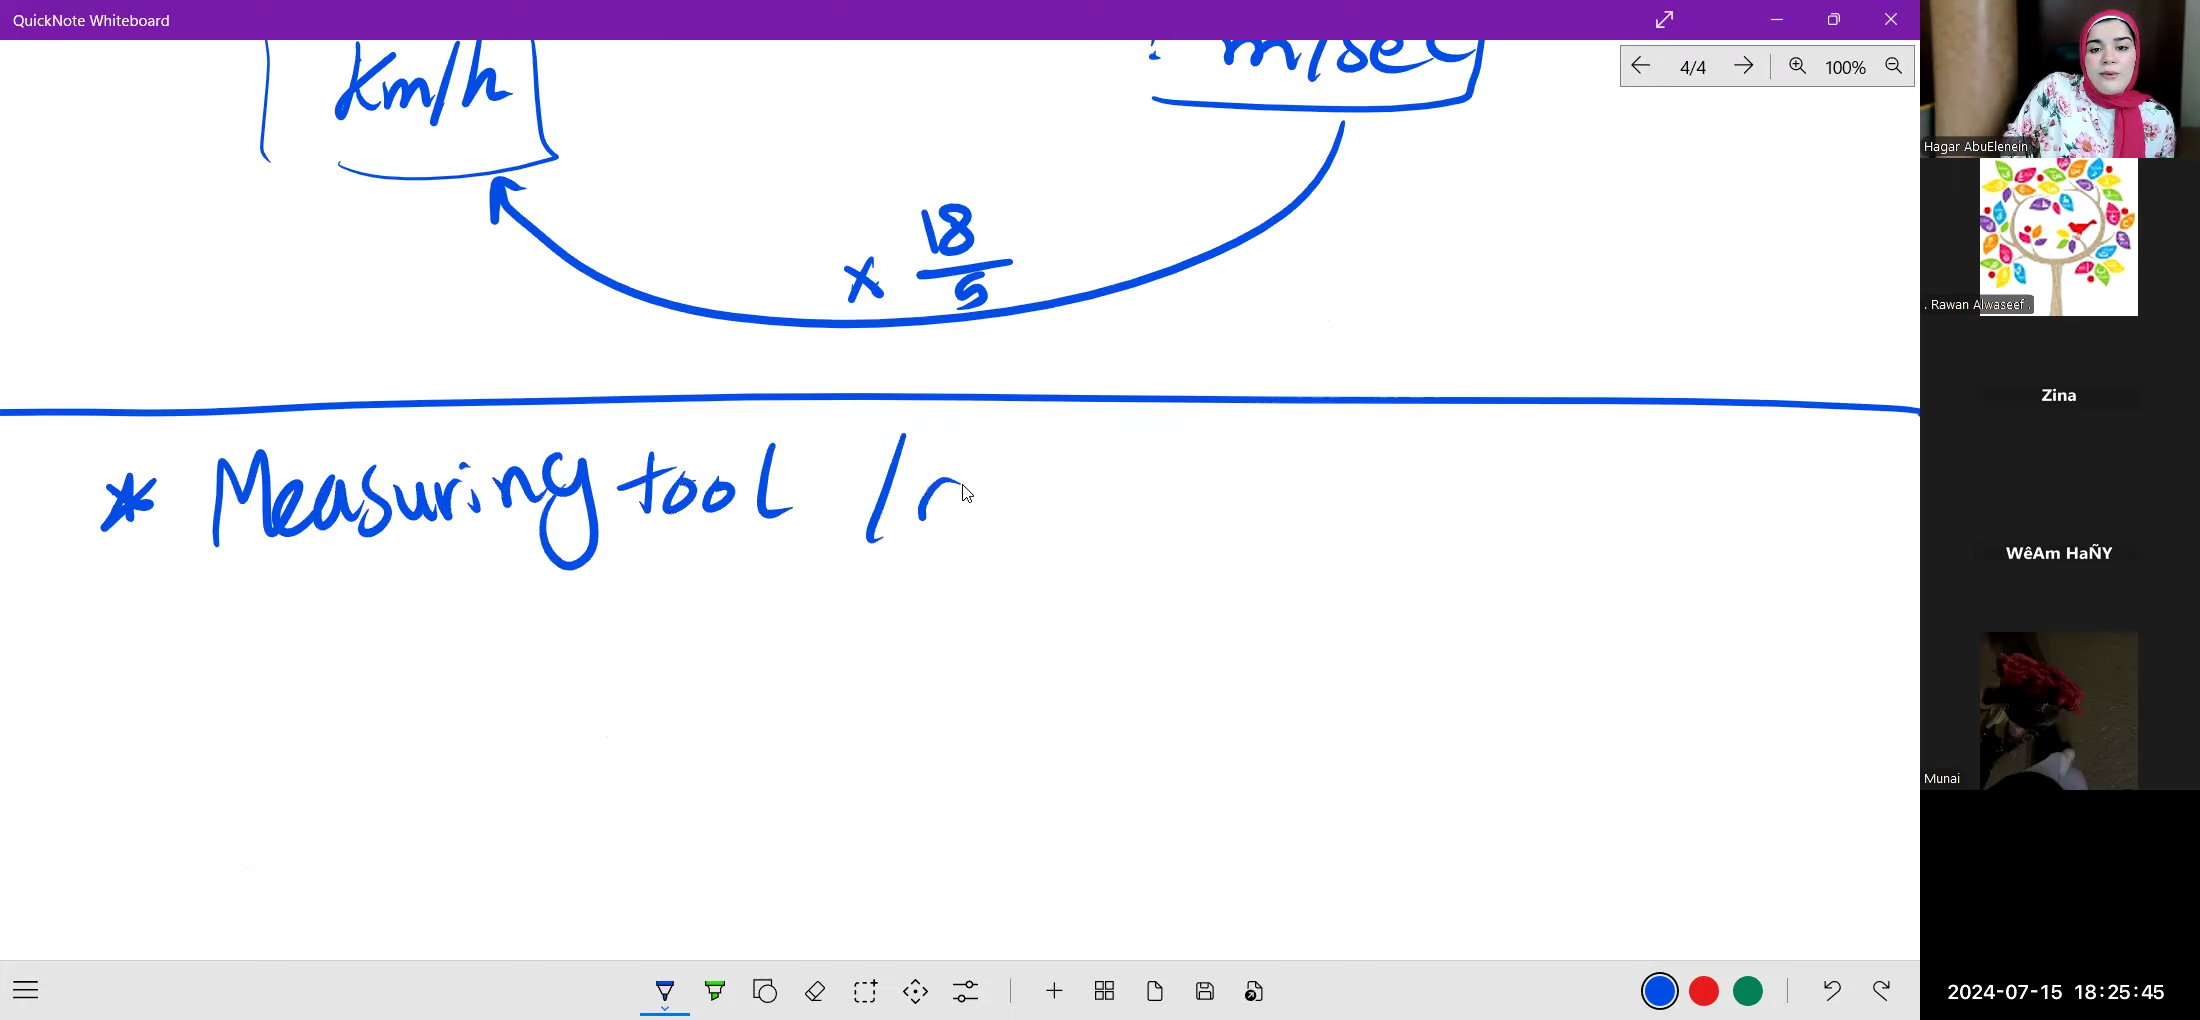 QuickNote Whiteboard
km/h
m/sec
4/4
100%
× 18/5
* Measuring tool /
Hagar AbuElenein
. Rawan Alwaseef .
Zina
WêAm HaÑY
Munai
2024-07-15 18:25:45